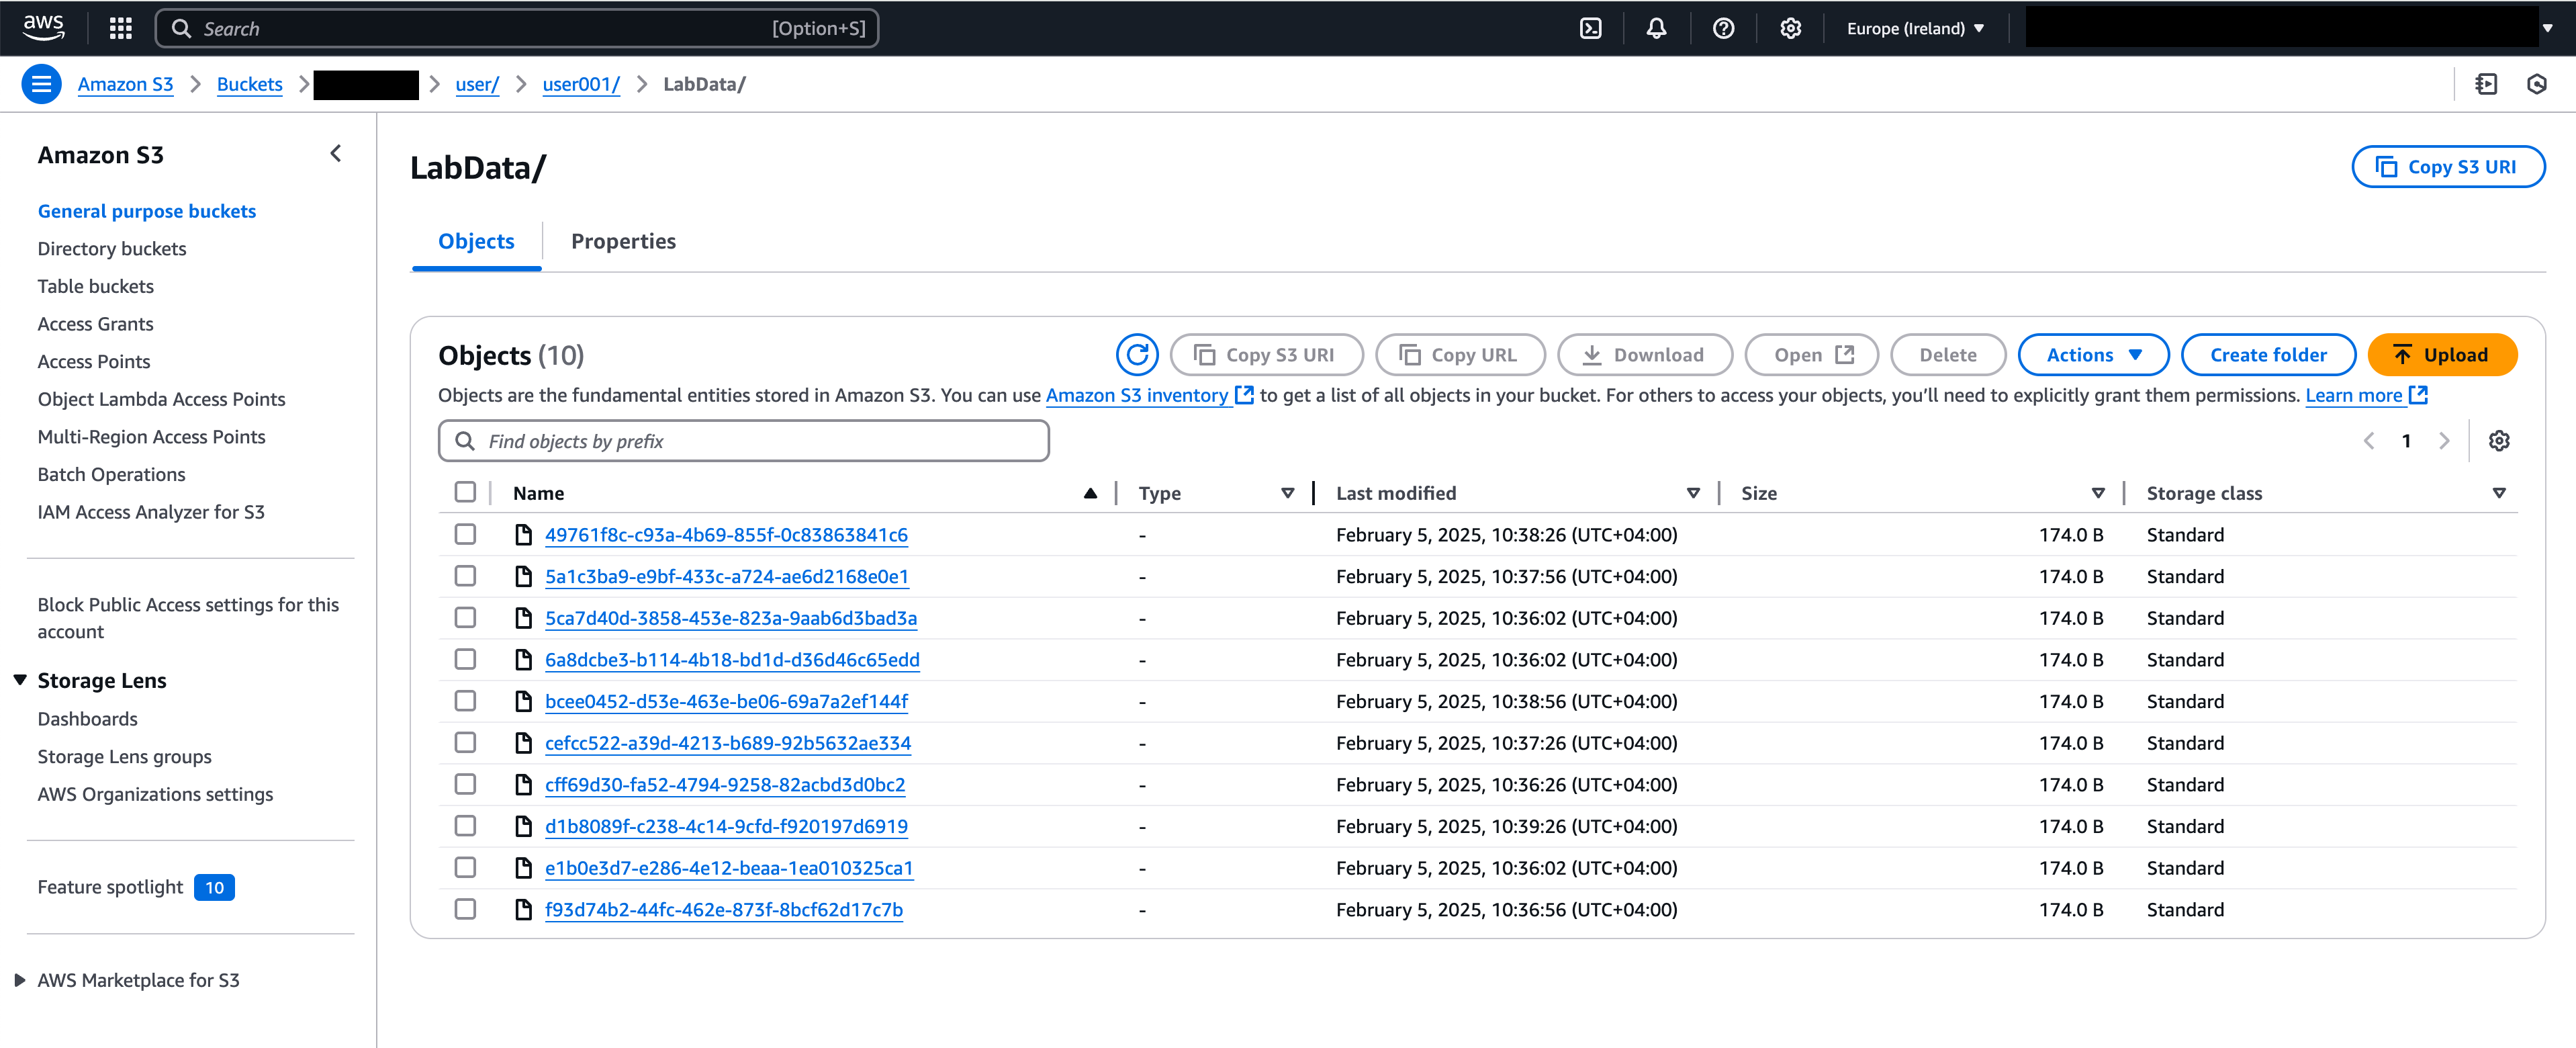 aws Search [Option+S] Europe (Ireland)
Amazon S3 Buckets user/ user001/ LabData/
Amazon S3
General purpose buckets
Directory buckets
Table buckets
Access Grants
Access Points
Object Lambda Access Points
Multi-Region Access Points
Batch Operations
IAM Access Analyzer for S3
Block Public Access settings for this
account
Storage Lens
Dashboards
Storage Lens groups
AWS Organizations settings
Feature spotlight 10
AWS Marketplace for S3
LabData/ Copy S3 URI
Objects Properties
Objects (10) Copy S3 URI Copy URL Download Open Delete Actions Create folder Upload
Objects are the fundamental entities stored in Amazon S3. You can use Amazon S3 inventory to get a list of all objects in your bucket. For others to access your objects, you’ll need to explicitly grant them permissions. Learn more
Find objects by prefix 1
Name Type Last modified Size Storage class
49761f8c-c93a-4b69-855f-0c83863841c6 - February 5, 2025, 10:38:26 (UTC+04:00) 174.0 B Standard
5a1c3ba9-e9bf-433c-a724-ae6d2168e0e1 - February 5, 2025, 10:37:56 (UTC+04:00) 174.0 B Standard
5ca7d40d-3858-453e-823a-9aab6d3bad3a - February 5, 2025, 10:36:02 (UTC+04:00) 174.0 B Standard
6a8dcbe3-b114-4b18-bd1d-d36d46c65edd - February 5, 2025, 10:36:02 (UTC+04:00) 174.0 B Standard
bcee0452-d53e-463e-be06-69a7a2ef144f - February 5, 2025, 10:38:56 (UTC+04:00) 174.0 B Standard
cefcc522-a39d-4213-b689-92b5632ae334 - February 5, 2025, 10:37:26 (UTC+04:00) 174.0 B Standard
cff69d30-fa52-4794-9258-82acbd3d0bc2 - February 5, 2025, 10:36:26 (UTC+04:00) 174.0 B Standard
d1b8089f-c238-4c14-9cfd-f920197d6919 - February 5, 2025, 10:39:26 (UTC+04:00) 174.0 B Standard
e1b0e3d7-e286-4e12-beaa-1ea010325ca1 - February 5, 2025, 10:36:02 (UTC+04:00) 174.0 B Standard
f93d74b2-44fc-462e-873f-8bcf62d17c7b - February 5, 2025, 10:36:56 (UTC+04:00) 174.0 B Standard